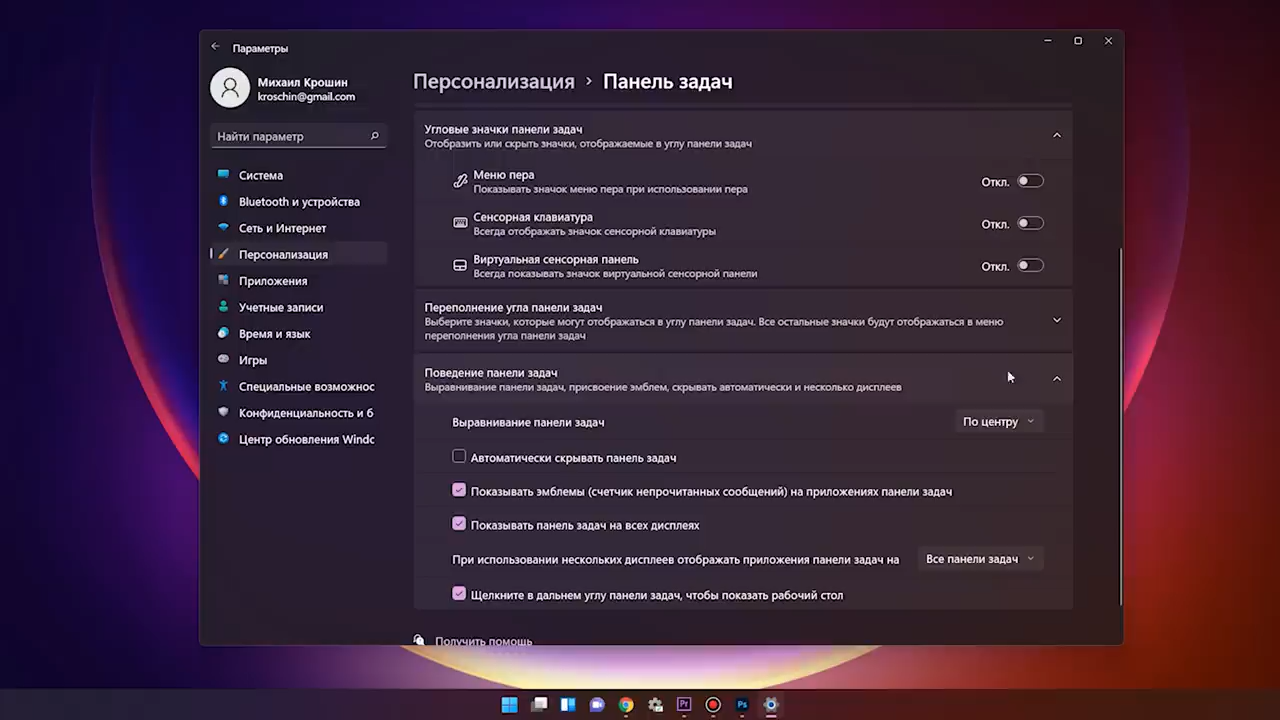 Параметры
Михаил Крошин
kroschin@gmail.com
Найти параметр
Система
Bluetooth и устройства
Сеть и Интернет
Персонализация
Приложения
Учетные записи
Время и язык
Игры
Специальные возможнос
Конфиденциальность и б
Центр обновления Windc
Персонализация › Панель задач
Угловые значки панели задач
Отобразить или скрыть значки, отображаемые в углу панели задач
Меню пера
Показывать значок меню пера при использовании пера
Откл.
Сенсорная клавиатура
Всегда отображать значок сенсорной клавиатуры
Откл.
Виртуальная сенсорная панель
Всегда показывать значок виртуальной сенсорной панели
Откл.
Переполнение угла панели задач
Выберите значки, которые могут отображаться в углу панели задач. Все остальные значки будут отображаться в меню
переполнения угла панели задач
Поведение панели задач
Выравнивание панели задач, присвоение эмблем, скрывать автоматически и несколько дисплеев
Выравнивание панели задач
По центру
Автоматически скрывать панель задач
Показывать эмблемы (счетчик непрочитанных сообщений) на приложениях панели задач
Показывать панель задач на всех дисплеях
При использовании нескольких дисплеев отображать приложения панели задач на
Все панели задач
Щелкните в дальнем углу панели задач, чтобы показать рабочий стол
Получить помощь
Pr
Ps